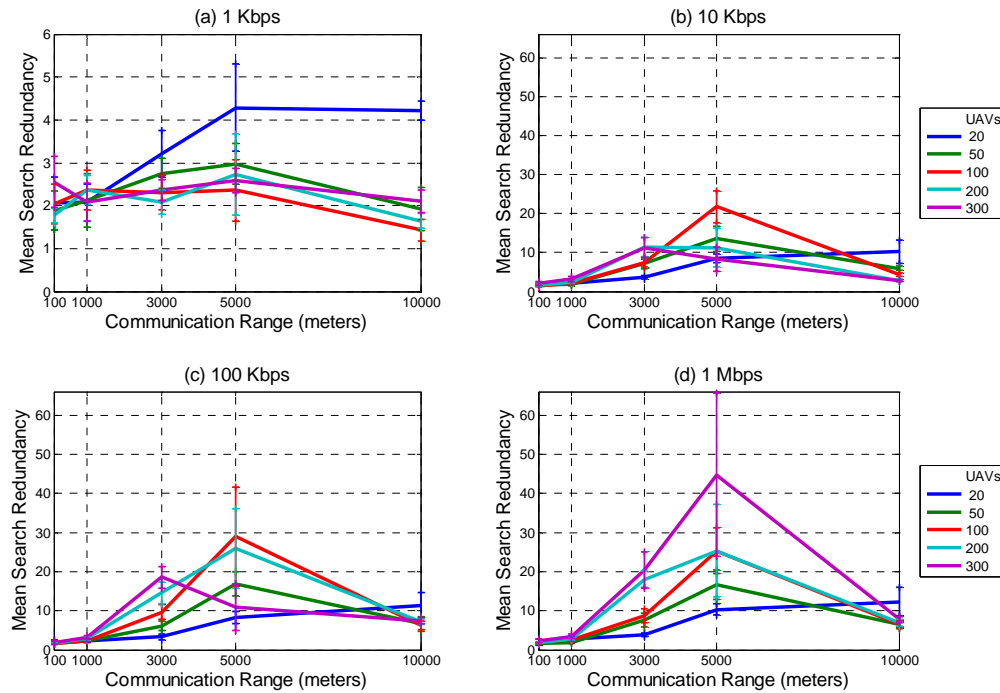 (a) 1 Kbps
Mean Search Redundancy
6
5
4
3
2
1
0
100 1000 3000 5000 10000
Communication Range (meters)
(b) 10 Kbps
Mean Search Redundancy
60
50
40
30
20
10
0
100 1000 3000 5000 10000
Communication Range (meters)
UAVs
20
50
100
200
300
(c) 100 Kbps
Mean Search Redundancy
60
50
40
30
20
10
0
100 1000 3000 5000 10000
Communication Range (meters)
(d) 1 Mbps
Mean Search Redundancy
60
50
40
30
20
10
0
100 1000 3000 5000 10000
Communication Range (meters)
UAVs
20
50
100
200
300